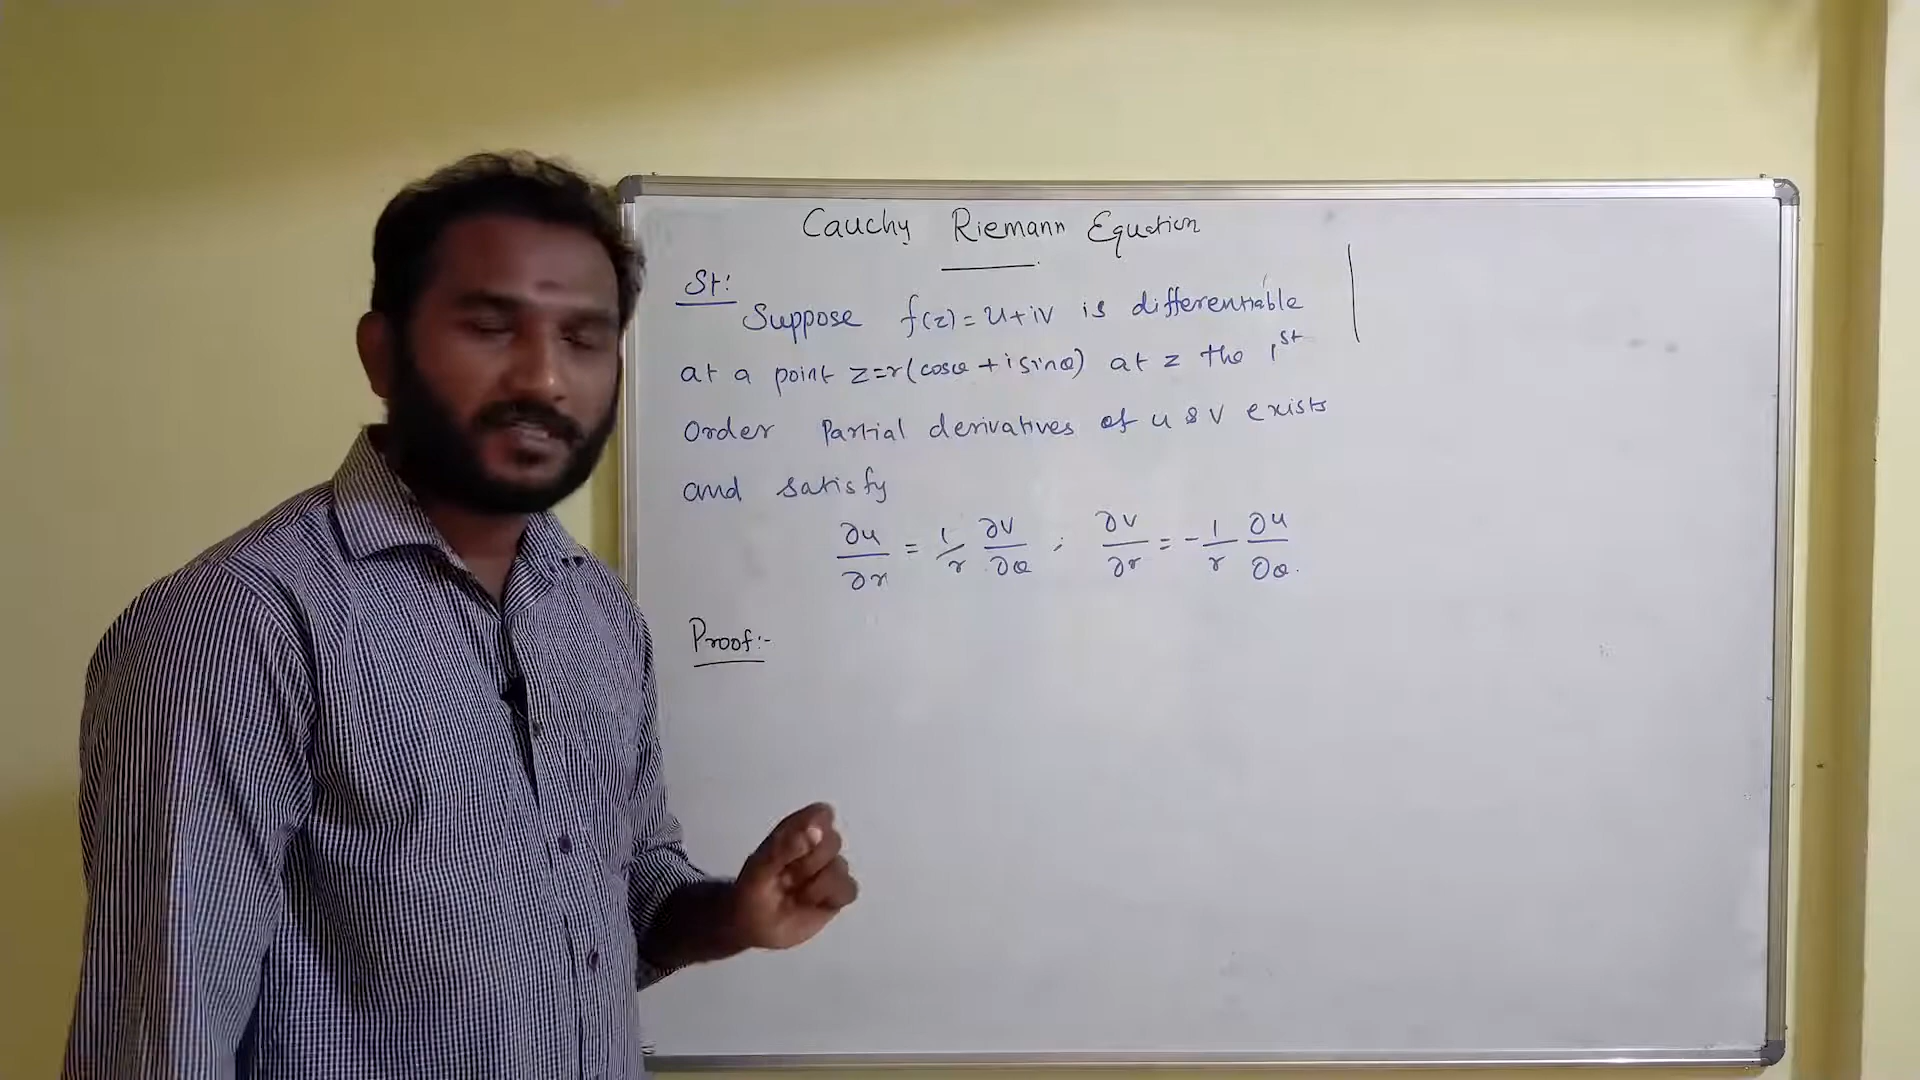 Cauchy Riemann Equation
St:
Suppose f(z) = u+iv is differentiable
at a point z=r(cosθ + i sinθ) at z the 1st
order Partial derivatives of u & v exists
and satisfy
∂u/∂r = 1/r ∂v/∂θ ; ∂v/∂r = -1/r ∂u/∂θ.
Proof:-